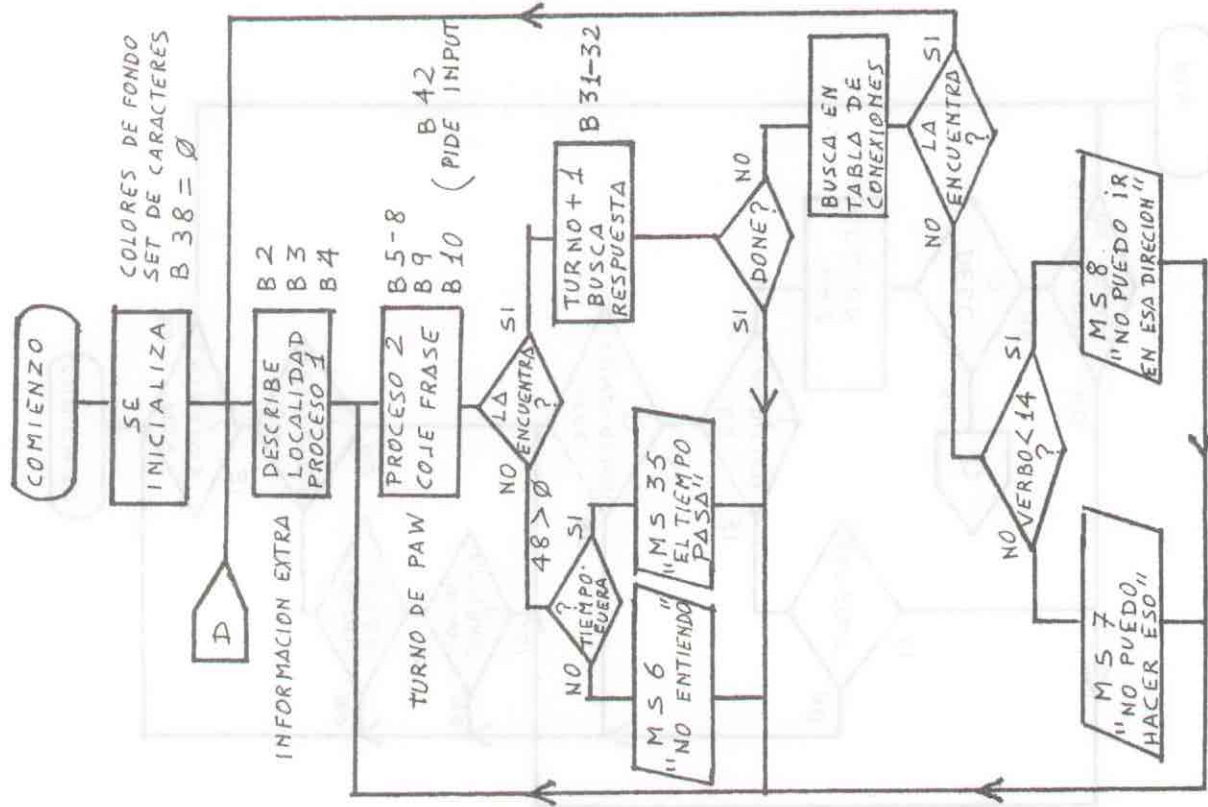 COMIENZO
SE
INICIALIZA
COLORES DE FONDO
SET DE CARACTERES
B 38 = Ø
D
INFORMACION EXTRA
DESCRIBE
LOCALIDAD
PROCESO 1
B 2
B 3
B 4
TURNO DE PAW
PROCESO 2
COJE FRASE
B 5-8
B 9
B 10 (PIDE INPUT
B 42
LA
ENCUENTRA
?
NO
SI
48 > Ø
TURNO + 1
BUSCA
RESPUESTA
B 31-32
?
TIEMPO.
FUERA
NO
SI
MS 6
"NO ENTIENDO"
"MS 35
EL TIEMPO
PASA"
DONE?
SI
NO
BUSCA EN
TABLA DE
CONEXIONES
LA
ENCUENTRA
?
NO
SI
VERBO<14
?
NO
SI
MS 7
"NO PUEDO
HACER ESO"
MS 8
"NO PUEDO IR
EN ESA DIRECION"